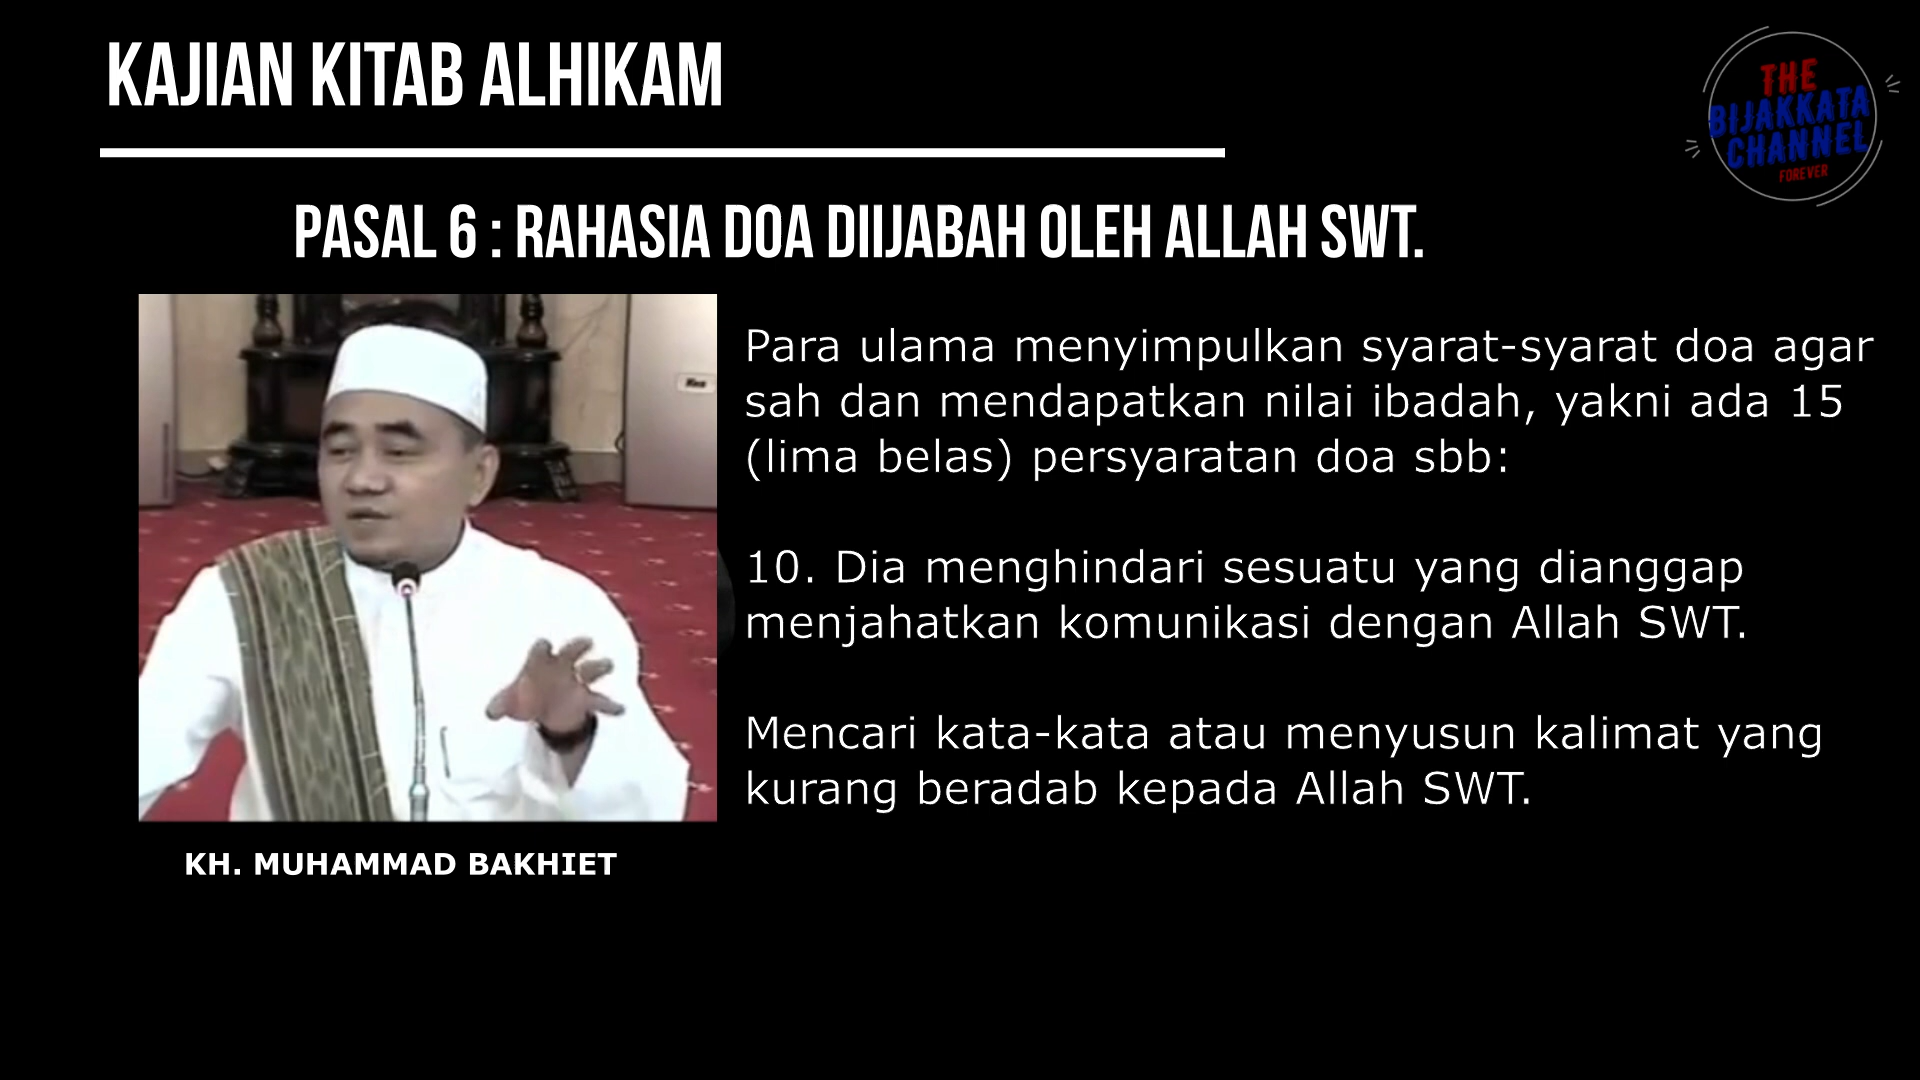 KAJIAN KITAB ALHIKAM
THE
BIJAKKATA
CHANNEL
FOREVER
PASAL 6 : RAHASIA DOA DIIJABAH OLEH ALLAH SWT.
Para ulama menyimpulkan syarat-syarat doa agar
sah dan mendapatkan nilai ibadah, yakni ada 15
(lima belas) persyaratan doa sbb:
10. Dia menghindari sesuatu yang dianggap
menjahatkan komunikasi dengan Allah SWT.
Mencari kata-kata atau menyusun kalimat yang
kurang beradab kepada Allah SWT.
KH. MUHAMMAD BAKHIET